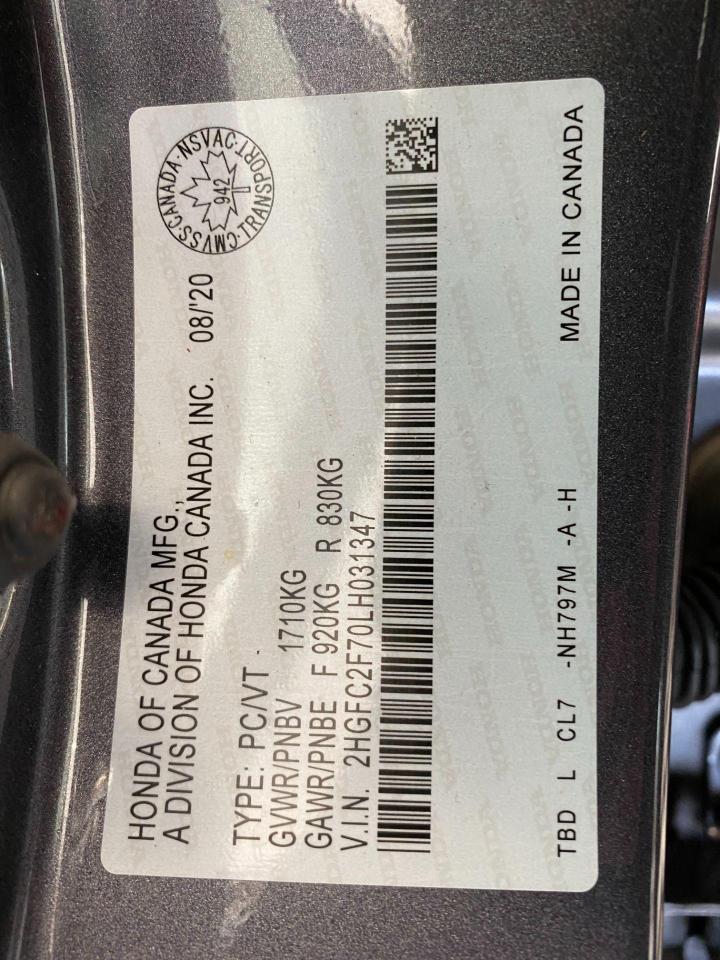 HONDA OF CANADA MFG.,
A DIVISION OF HONDA CANADA INC. 08/'20
CMVSS·CANADA·NSVAC·TRANSPORT·
942
TYPE: PC/VT
GVWR/PNBV 1710KG
GAWR/PNBE F 920KG R 830KG
V.I.N. 2HGFC2F70LH031347
TBD L CL7 -NH797M -A -H MADE IN CANADA